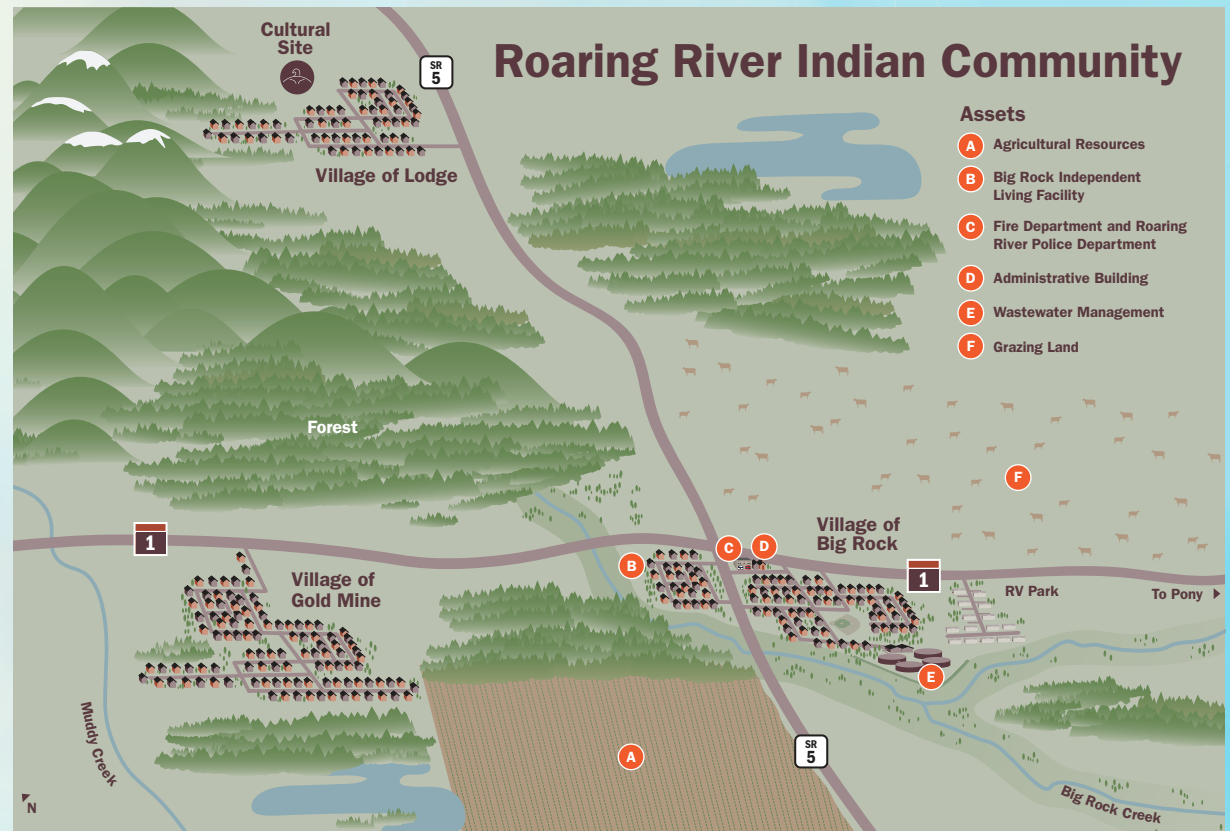 Roaring River Indian Community
Cultural
Site
SR
5
Village of Lodge
Assets
A Agricultural Resources
B Big Rock Independent
Living Facility
C Fire Department and Roaring
River Police Department
D Administrative Building
E Wastewater Management
F Grazing Land
Forest
F
1
Village of
Gold Mine
B
C
D
Village of
Big Rock
1
RV Park
To Pony
E
Muddy Creek
A
SR
5
Big Rock Creek
N